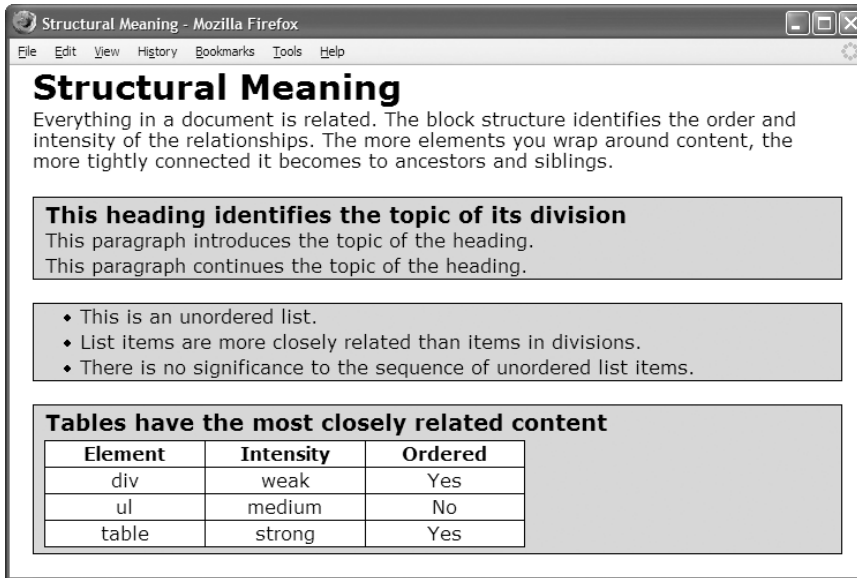 Structural Meaning - Mozilla Firefox
File Edit View History Bookmarks Tools Help
Structural Meaning
Everything in a document is related. The block structure identifies the order and
intensity of the relationships. The more elements you wrap around content, the
more tightly connected it becomes to ancestors and siblings.
This heading identifies the topic of its division
This paragraph introduces the topic of the heading.
This paragraph continues the topic of the heading.
• This is an unordered list.
• List items are more closely related than items in divisions.
• There is no significance to the sequence of unordered list items.
Tables have the most closely related content
Element Intensity Ordered
div weak Yes
ul medium No
table strong Yes